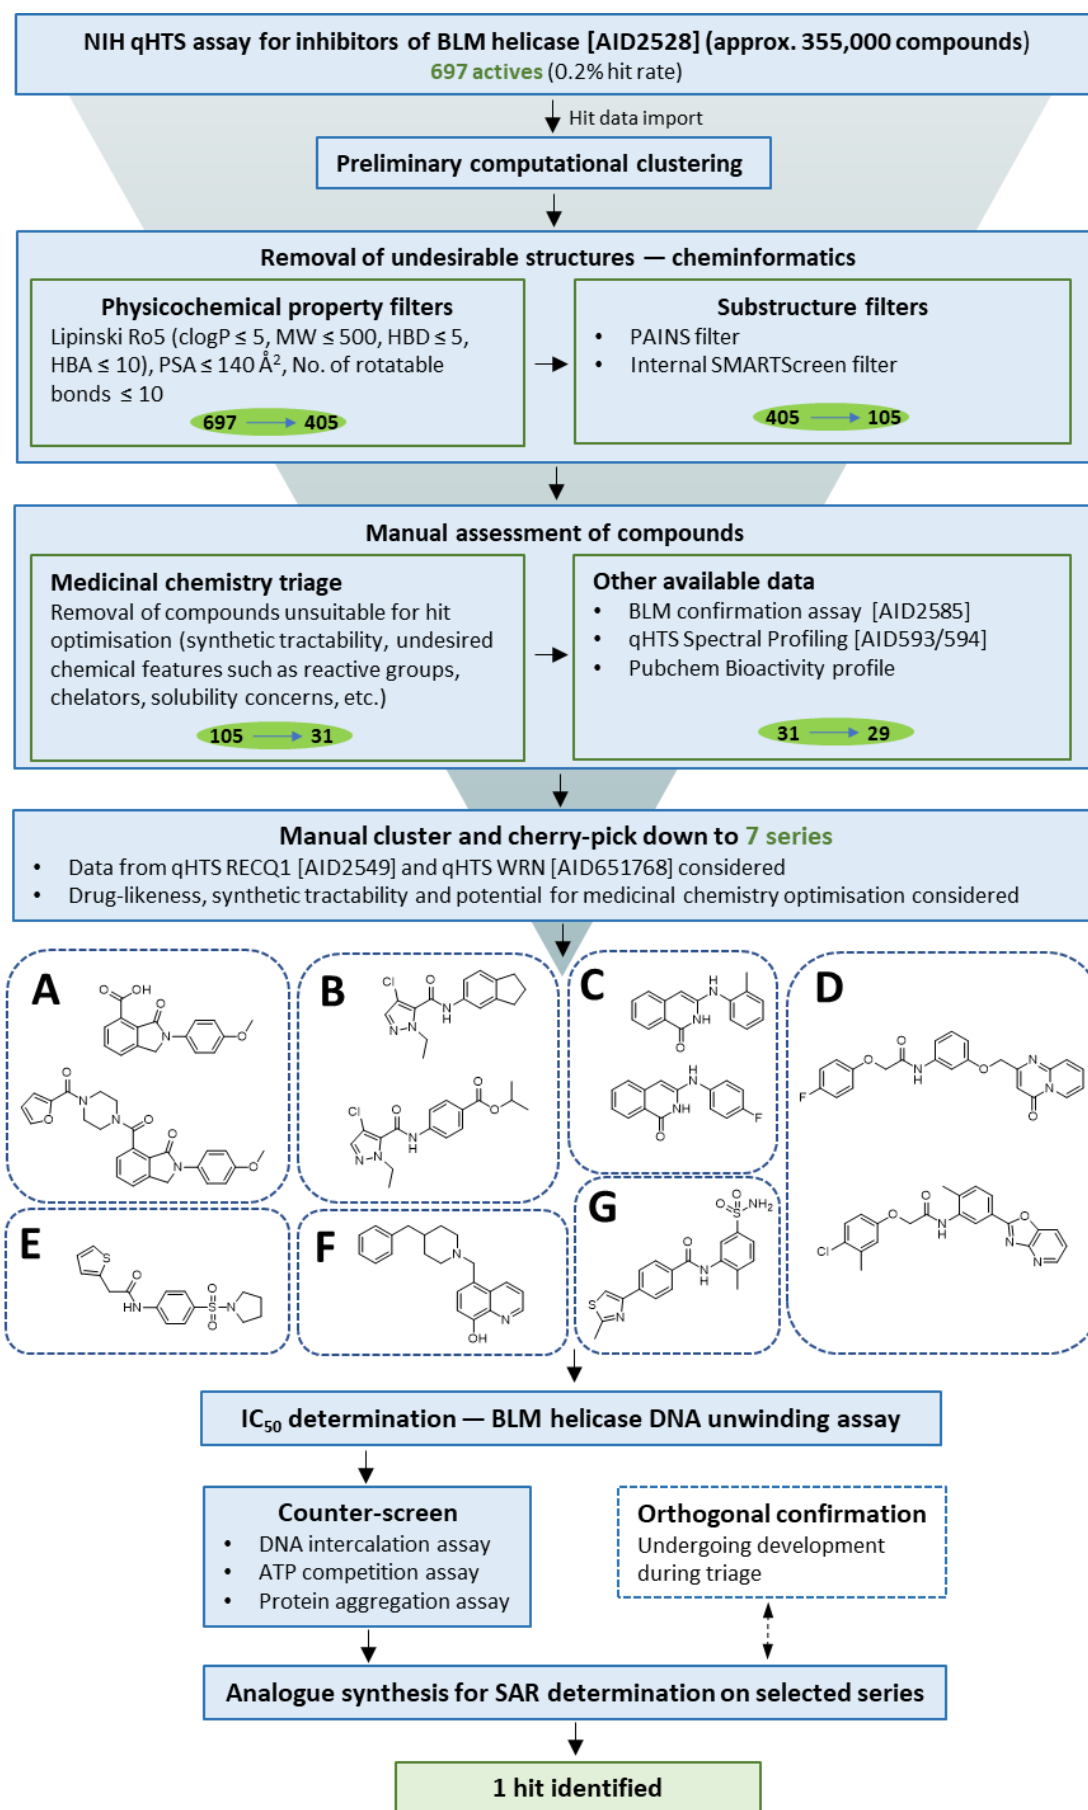 NIH qHTS assay for inhibitors of BLM helicase [AID2528] (approx. 355,000 compounds)
697 actives (0.2% hit rate)
Hit data import
Preliminary computational clustering
Removal of undesirable structures — cheminformatics
Physicochemical property filters
Lipinski Ro5 (clogP ≤ 5, MW ≤ 500, HBD ≤ 5,
HBA ≤ 10), PSA ≤ 140 Å², No. of rotatable
bonds ≤ 10
697 → 405
Substructure filters
• PAINS filter
• Internal SMARTScreen filter
405 → 105
Manual assessment of compounds
Medicinal chemistry triage
Removal of compounds unsuitable for hit
optimisation (synthetic tractability, undesired
chemical features such as reactive groups,
chelators, solubility concerns, etc.)
105 → 31
Other available data
• BLM confirmation assay [AID2585]
• qHTS Spectral Profiling [AID593/594]
• Pubchem Bioactivity profile
31 → 29
Manual cluster and cherry-pick down to 7 series
• Data from qHTS RECQ1 [AID2549] and qHTS WRN [AID651768] considered
• Drug-likeness, synthetic tractability and potential for medicinal chemistry optimisation considered
A
O
OH
O
N
O
O
O
N
N
O
O
N
O
B
Cl
O
N
H
N
N
Cl
O
N
H
N
N
O
O
C
H
N
NH
O
H
N
NH
O
F
D
F
O
O
N
H
O
N
N
O
Cl
O
O
N
H
O
N
N
E
S
O
NH
O
S
O
N
F
N
N
OH
G
O
S
NH₂
O
O
N
H
S
N
IC₅₀ determination — BLM helicase DNA unwinding assay
Counter-screen
• DNA intercalation assay
• ATP competition assay
• Protein aggregation assay
Orthogonal confirmation
Undergoing development
during triage
Analogue synthesis for SAR determination on selected series
1 hit identified